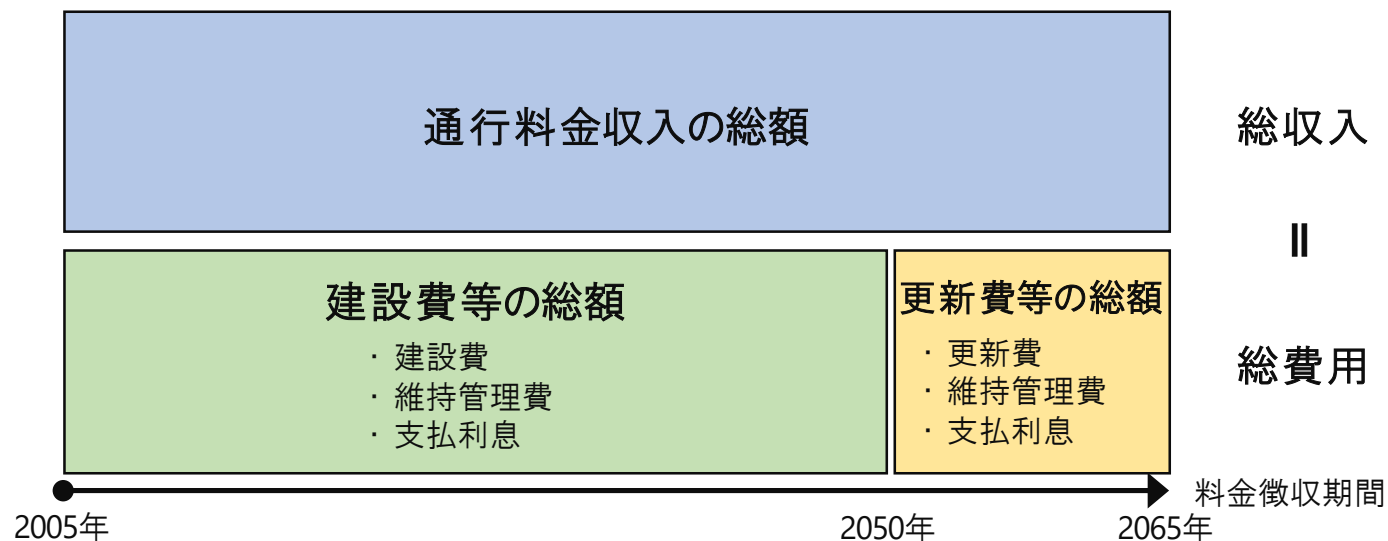 通行料金収入の総額
総収入
=
建設費等の総額
・建設費
・維持管理費
・支払利息
更新費等の総額
・更新費
・維持管理費
・支払利息
総費用
料金徴収期間
2005年
2050年
2065年